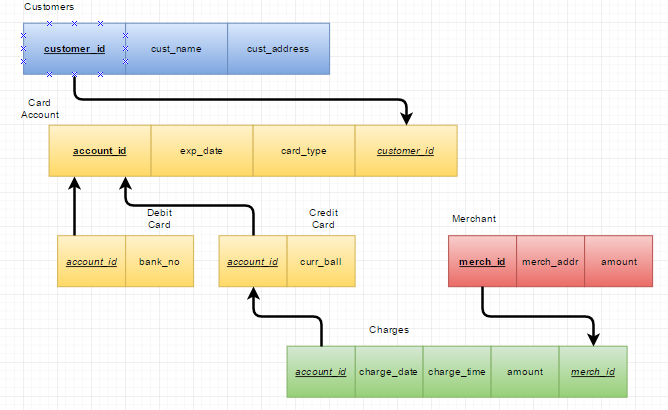 Customers
customer_id cust_name cust_address
Card
Account
account_id exp_date card_type customer_id
Debit
Card
Credit
Card
Merchant
account_id bank_no
account_id curr_ball
merch_id merch_addr amount
Charges
account_id charge_date charge_time amount merch_id